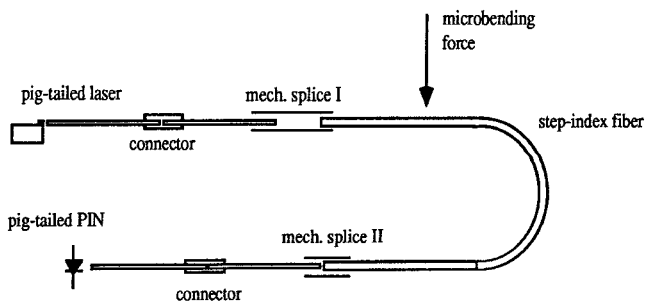 microbending
force
pig-tailed laser
mech. splice I
step-index fiber
connector
pig-tailed PIN
mech. splice II
connector